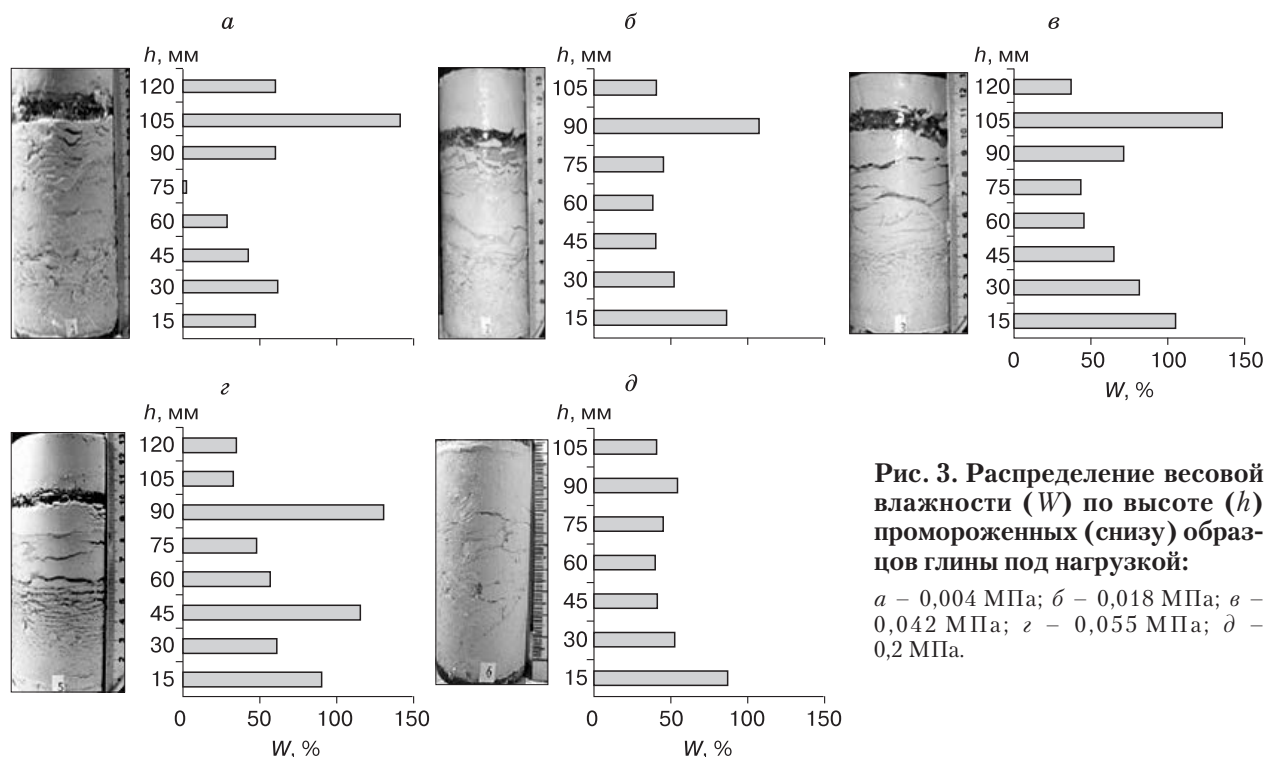 а
б
в
h, мм
120
105
90
75
60
45
30
15
h, мм
105
90
75
60
45
30
15
h, мм
120
105
90
75
60
45
30
15
0 50 100 150
W, %
г
д
h, мм
120
105
90
75
60
45
30
15
0 50 100 150
W, %
h, мм
105
90
75
60
45
30
15
0 50 100 150
W, %
Рис. 3. Распределение весовой
влажности (W) по высоте (h)
промороженных (снизу) образ-
цов глины под нагрузкой:
а – 0,004 МПа; б – 0,018 МПа; в –
0,042 МПа; г – 0,055 МПа; д –
0,2 МПа.